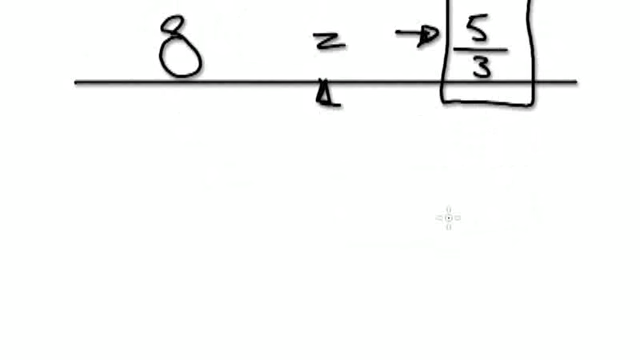 8 = → 5/3